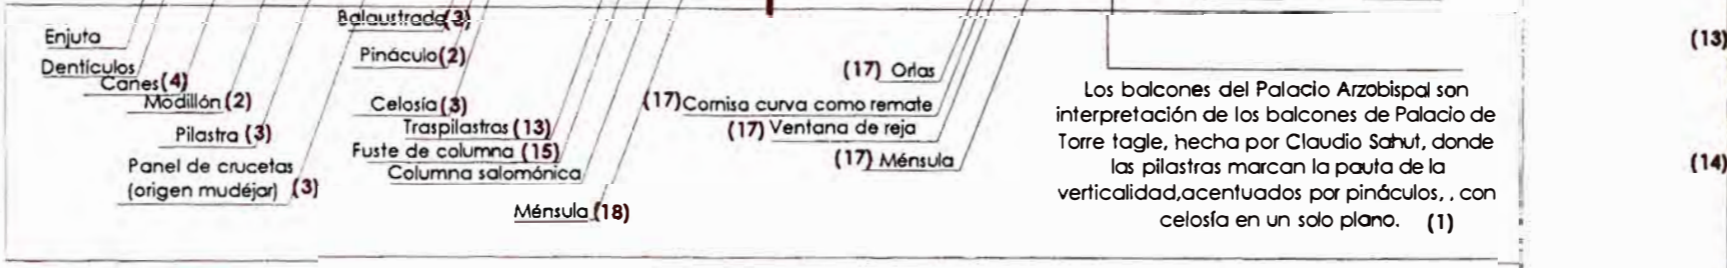 Balaustrada(3)
Enjuta
Pináculo(2)
Dentículos
Canes(4)
Modillón(2)
Celosía(3)
Pilastra (3)
Traspilastras (13)
Fuste de columna (15)
Panel de crucetas
(origen mudéjar) (3)
Columna salomónica
Ménsula (18)
(17) Orlas
(17)Cornisa curva como remate
(17) Ventana de reja
(17) Ménsula
Los balcones del Palacio Arzobispal son
interpretación de los balcones de Palacio de
Torre tagle, hecha por Claudio Sahut, donde
las pilastras marcan la pauta de la
verticalidad,acentuados por pináculos, , con
celosía en un solo plano. (1)
(13)
(14)